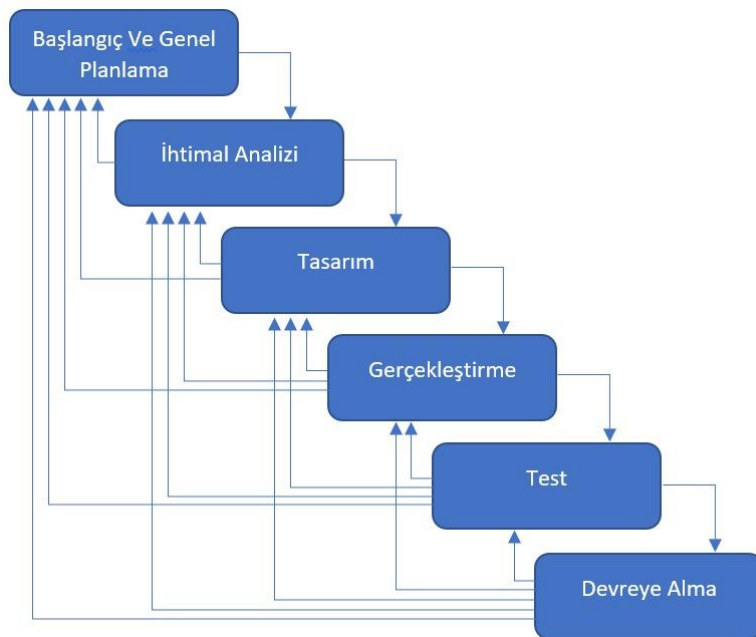 Başlangıç Ve Genel
Planlama
İhtimal Analizi
Tasarım
Gerçekleştirme
Test
Devreye Alma